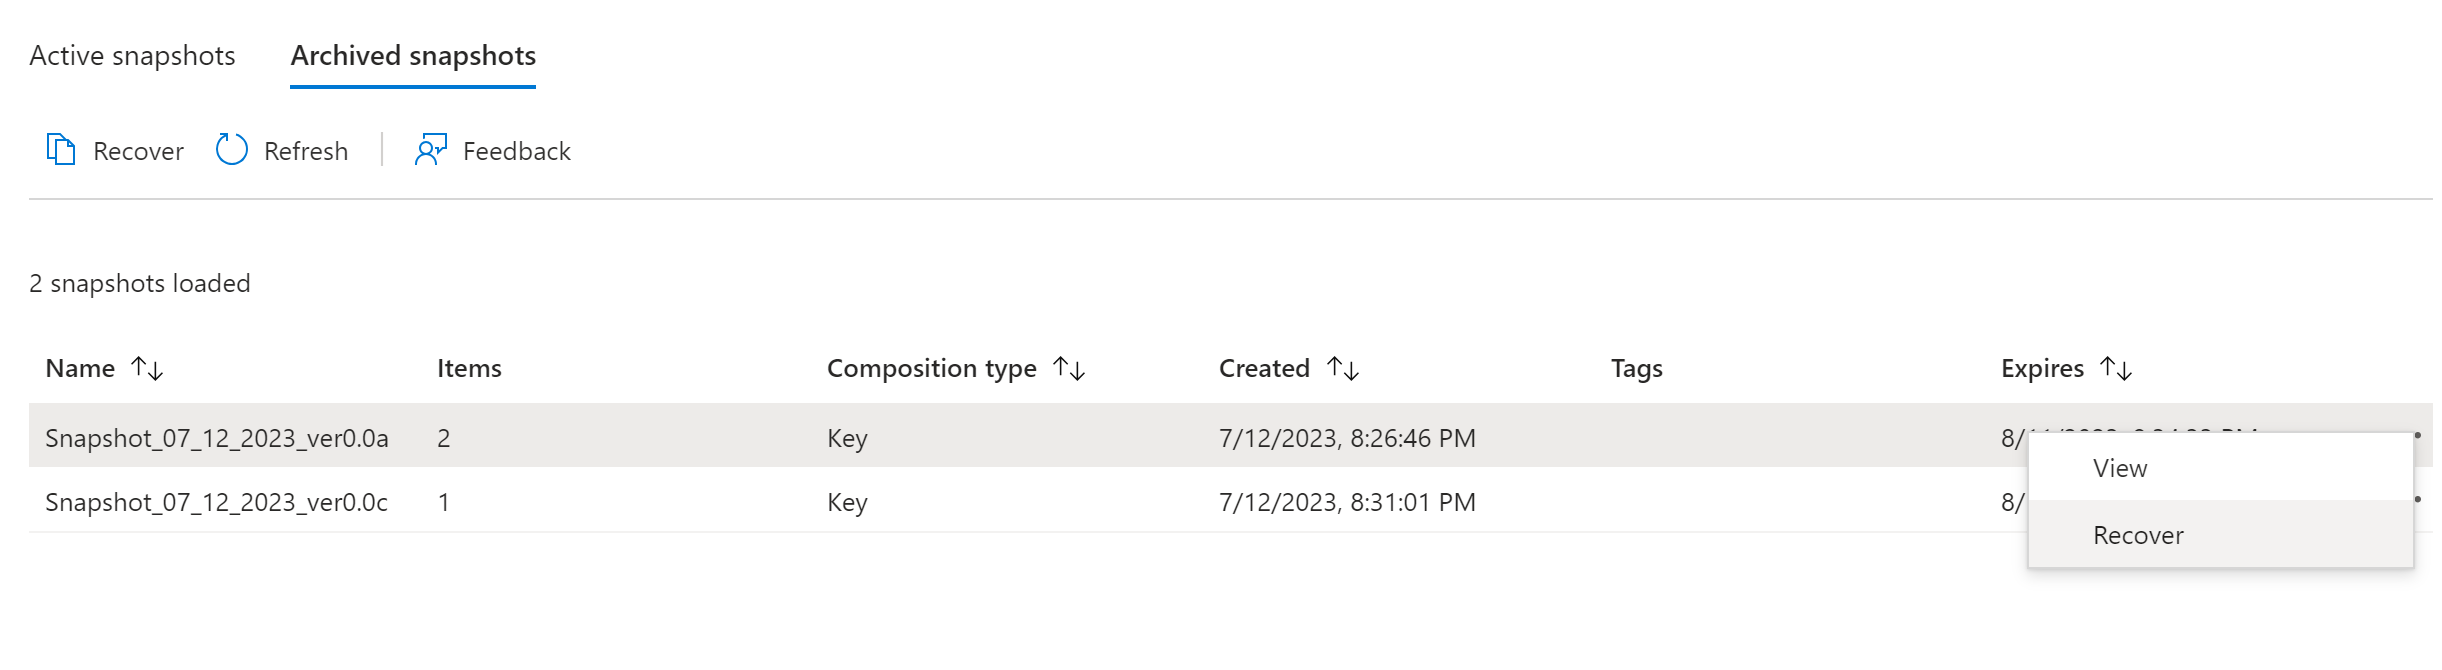 Active snapshots Archived snapshots
Recover Refresh Feedback
2 snapshots loaded
Name Items Composition type Created Tags Expires
Snapshot_07_12_2023_ver0.0a 2 Key 7/12/2023, 8:26:46 PM 8/
View
Snapshot_07_12_2023_ver0.0c 1 Key 7/12/2023, 8:31:01 PM 8/
Recover